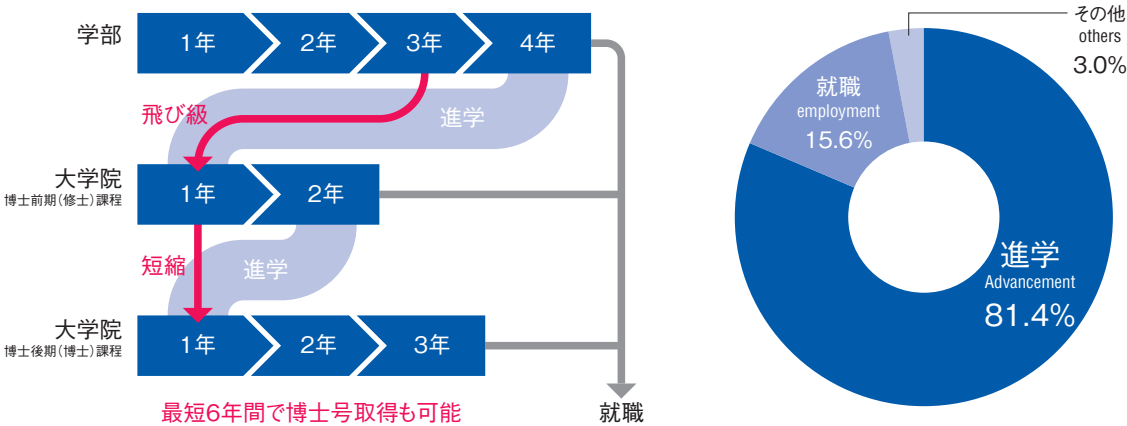 学部
1年
2年
3年
4年
飛び級
進学
大学院
博士前期(修士)課程
1年
2年
短縮
進学
大学院
博士後期(博士)課程
1年
2年
3年
最短6年間で博士号取得も可能
就職
その他
others
3.0%
就職
employment
15.6%
進学
Advancement
81.4%